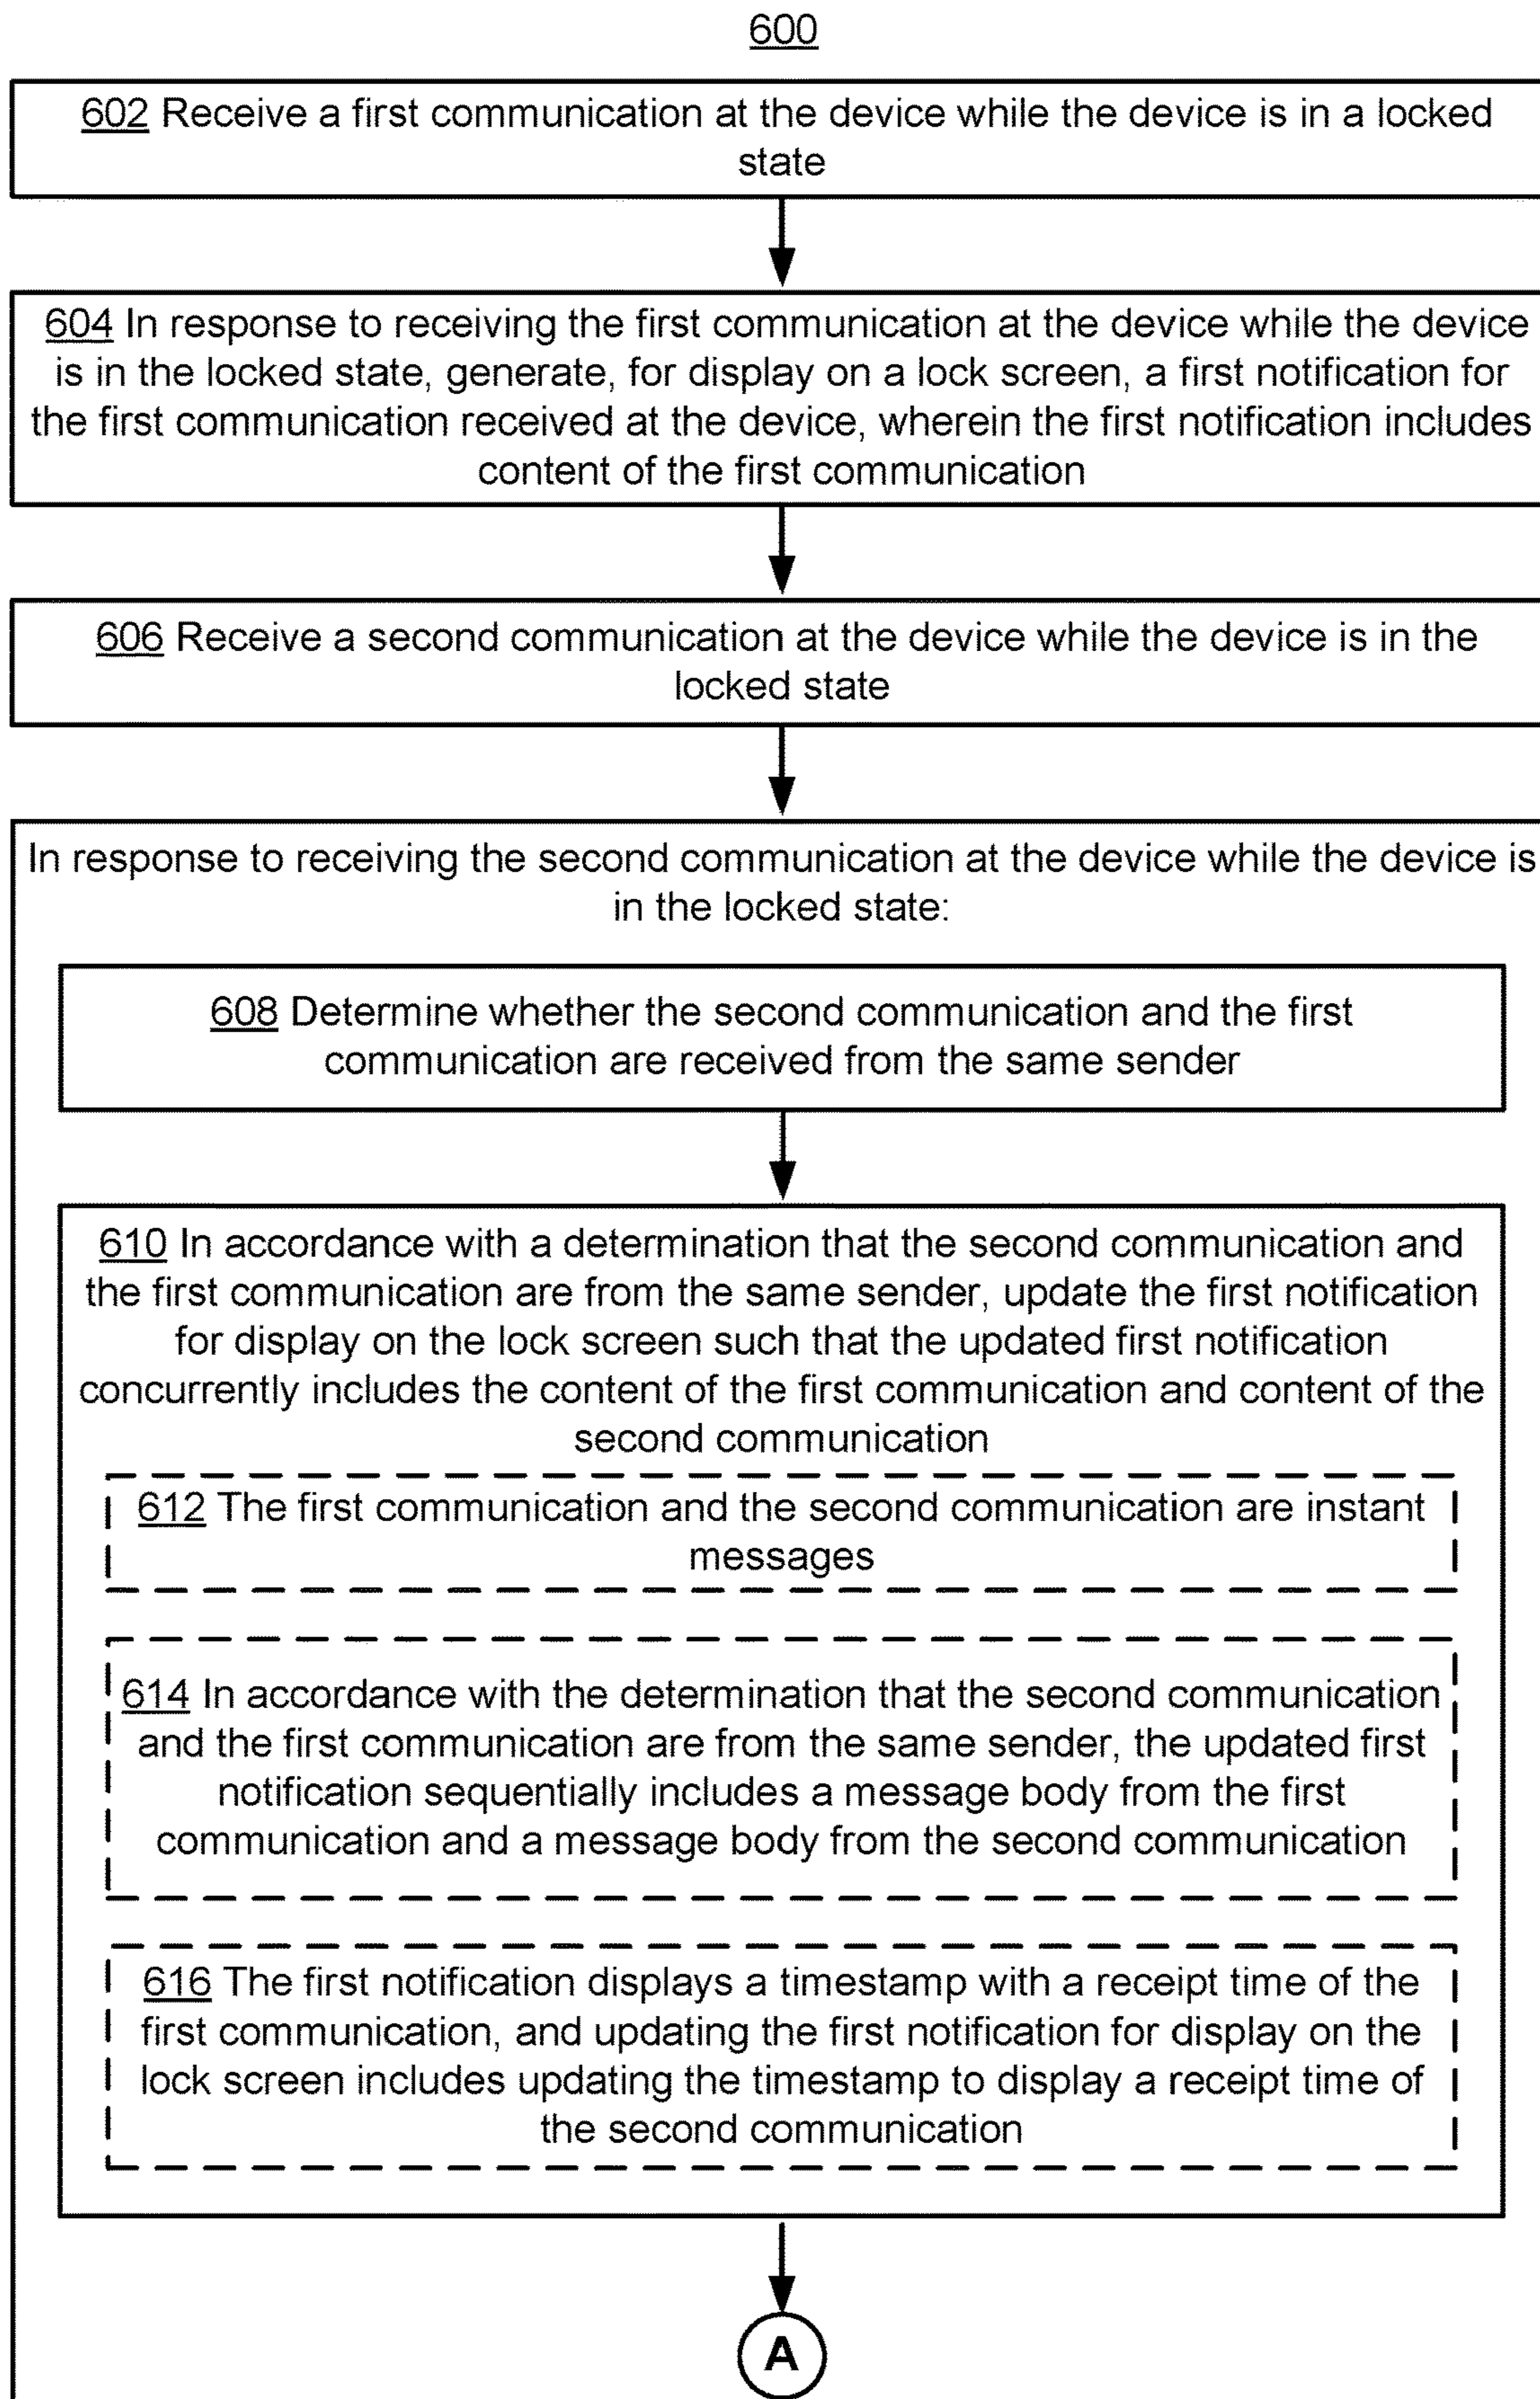 600
602 Receive a first communication at the device while the device is in a locked
state
604 In response to receiving the first communication at the device while the device
is in the locked state, generate, for display on a lock screen, a first notification for
the first communication received at the device, wherein the first notification includes
content of the first communication
606 Receive a second communication at the device while the device is in the
locked state
In response to receiving the second communication at the device while the device is
in the locked state:
608 Determine whether the second communication and the first
communication are received from the same sender
610 In accordance with a determination that the second communication and
the first communication are from the same sender, update the first notification
for display on the lock screen such that the updated first notification
concurrently includes the content of the first communication and content of the
second communication
612 The first communication and the second communication are instant
messages
614 In accordance with the determination that the second communication
and the first communication are from the same sender, the updated first
notification sequentially includes a message body from the first
communication and a message body from the second communication
616 The first notification displays a timestamp with a receipt time of the
first communication, and updating the first notification for display on the
lock screen includes updating the timestamp to display a receipt time of
the second communication
A